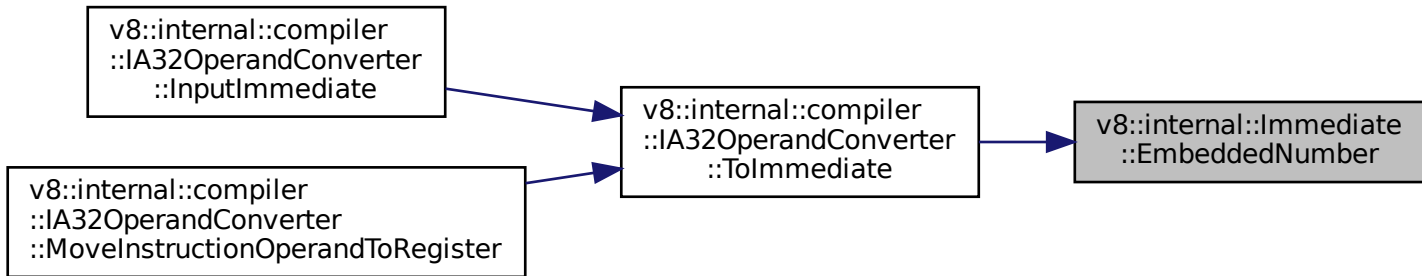 v8::internal::compiler
::IA32OperandConverter
::InputImmediate
v8::internal::compiler
::IA32OperandConverter
::MoveInstructionOperandToRegister
v8::internal::compiler
::IA32OperandConverter
::ToImmediate
v8::internal::Immediate
::EmbeddedNumber